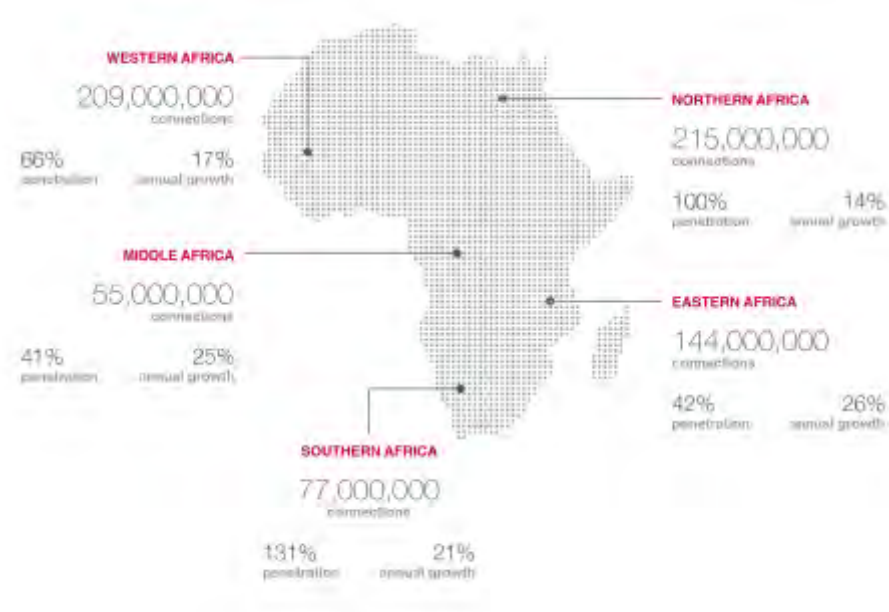 WESTERN AFRICA
209,000,000
connections
66% 17%
penetration annual growth
NORTHERN AFRICA
215,000,000
connections
100% 14%
penetration annual growth
MIDDLE AFRICA
55,000,000
connections
41% 25%
penetration annual growth
EASTERN AFRICA
144,000,000
connections
42% 26%
penetration annual growth
SOUTHERN AFRICA
77,000,000
connections
131% 21%
penetration annual growth